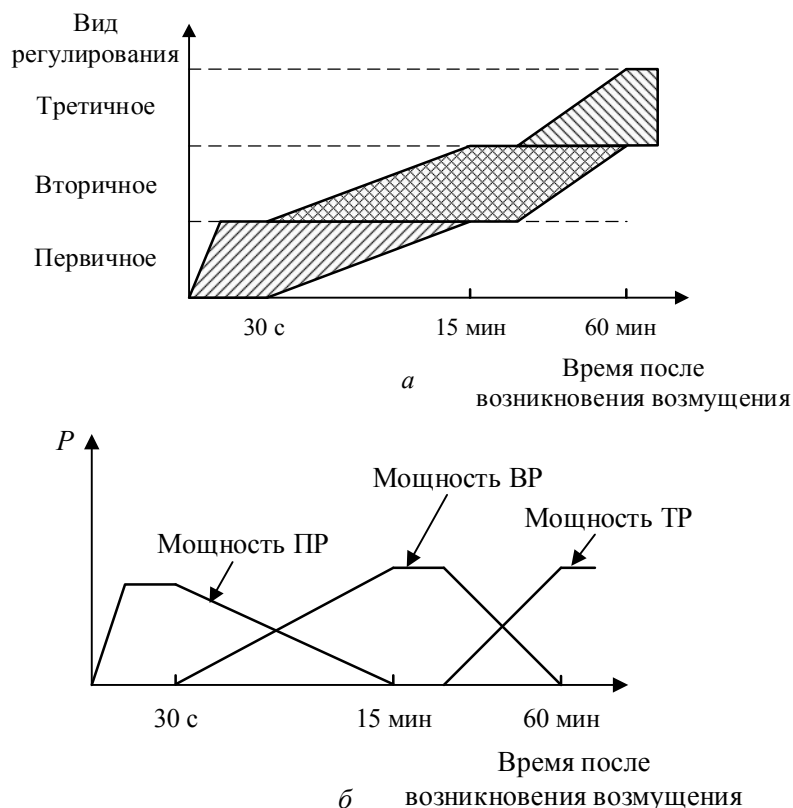 Вид
регулирования
Третичное
Вторичное
Первичное
30 с
15 мин
60 мин
Время после
возникновения возмущения
а
P
Мощность ВР
Мощность ТР
Мощность ПР
30 с
15 мин
60 мин
Время после
возникновения возмущения
б